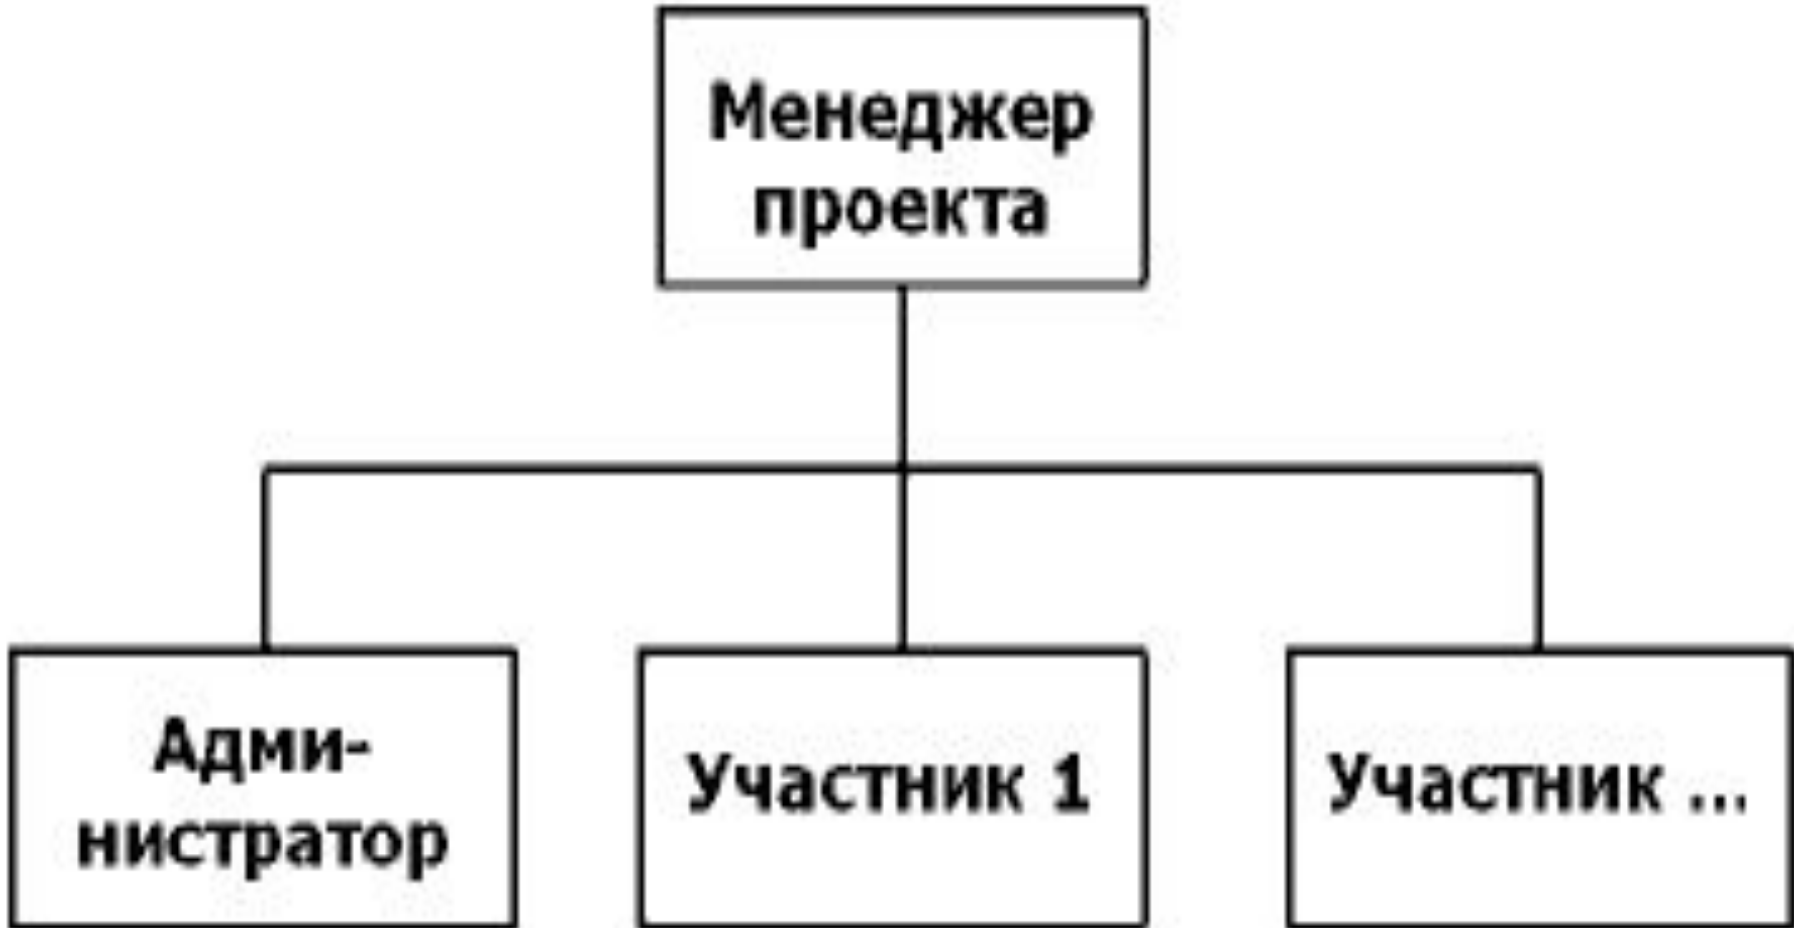 Менеджер
проекта
Адми-
нистратор
Участник 1
Участник ...